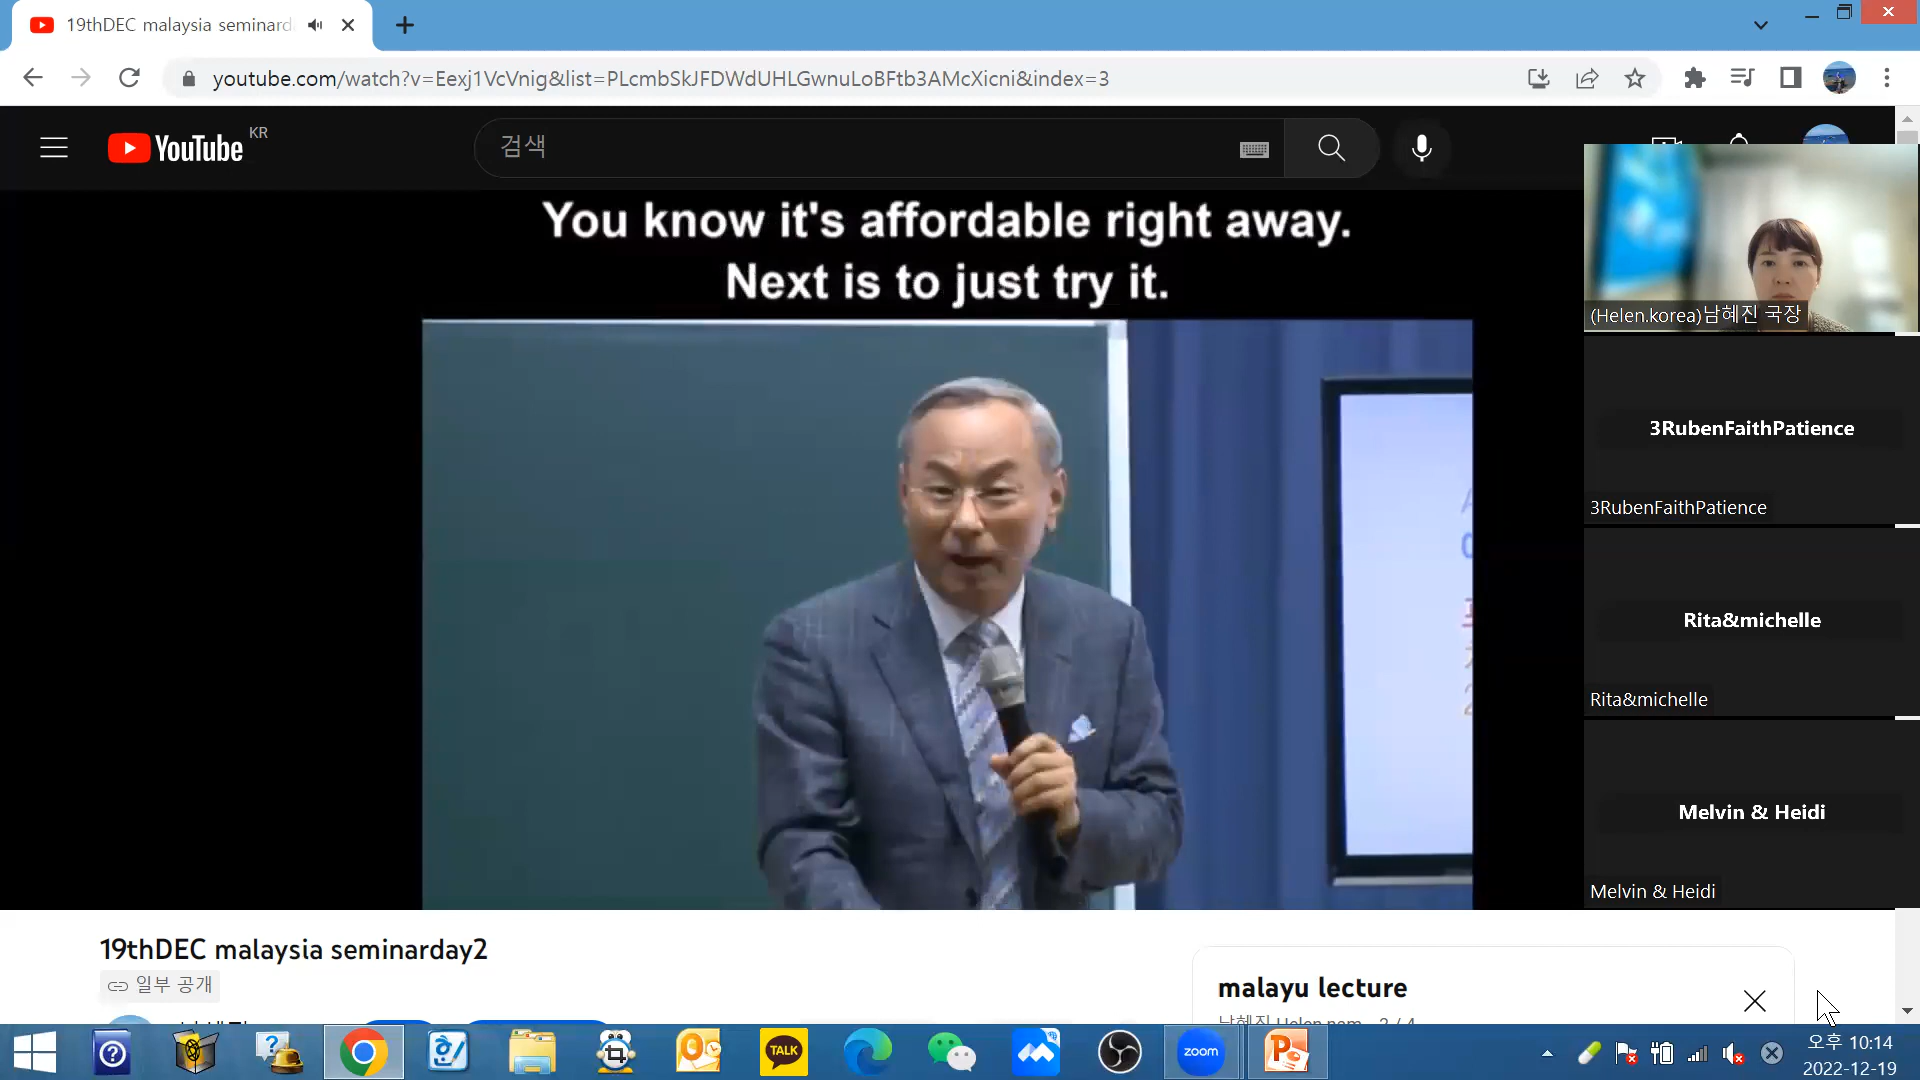 19thDEC malaysia seminard
youtube.com/watch?v=Eexj1VcVnig&list=PLcmbSkJFDWdUHLGwnuLoBFtb3AMcXicni&index=3
YouTube KR
검색
You know it's affordable right away.
Next is to just try it.
(Helen.korea)남혜진 국장
3RubenFaithPatience
3RubenFaithPatience
Rita&michelle
Rita&michelle
Melvin & Heidi
Melvin & Heidi
19thDEC malaysia seminarday2
일부 공개
malayu lecture
TALK
zoom
오후 10:14
2022-12-19